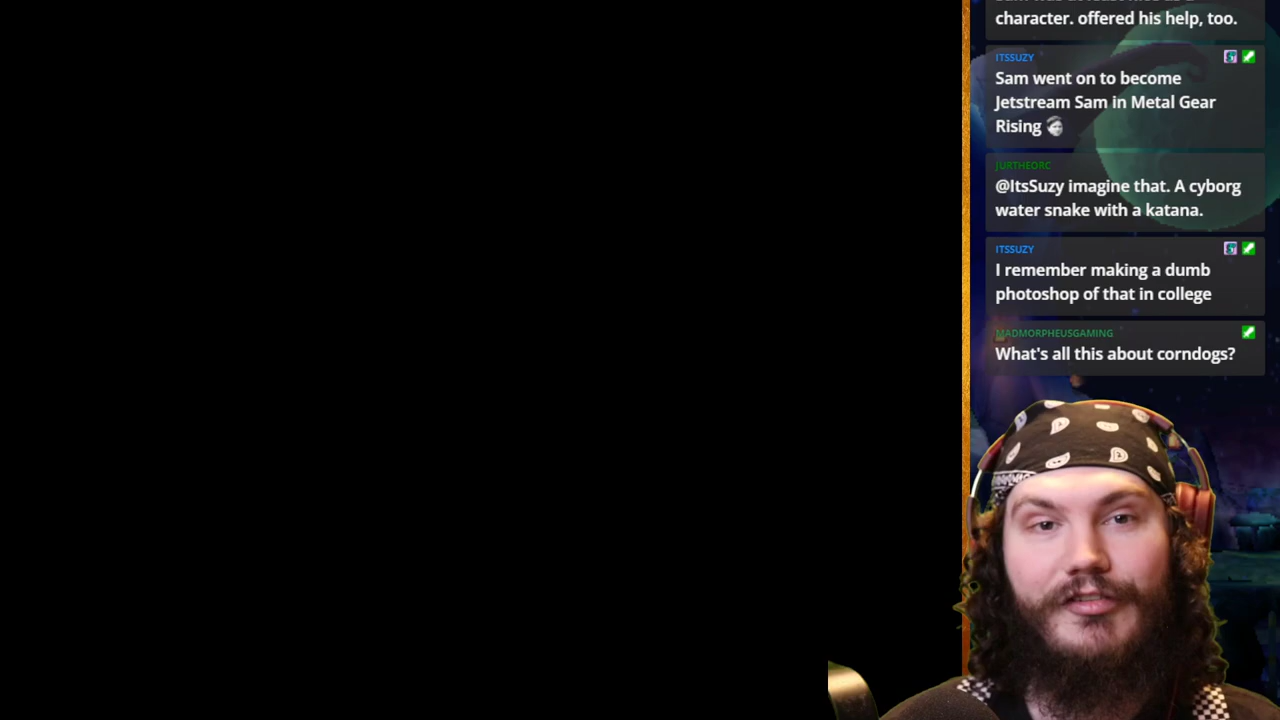 character. offered his help, too.
ITSSUZY
Sam went on to become
Jetstream Sam in Metal Gear
Rising
JURTHEORC
@ItsSuzy imagine that. A cyborg
water snake with a katana.
ITSSUZY
I remember making a dumb
photoshop of that in college
MADMORPHEUSGAMING
What's all this about corndogs?